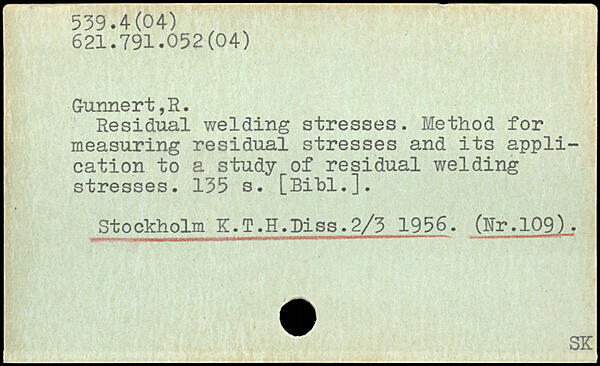 539.4(04)
621.791.052(04)
Gunnert,R.
Residual welding stresses. Method for
measuring residual stresses and its appli-
cation to a study of residual welding
stresses. 135 s. [Bibl.].
Stockholm K.T.H.Diss.2/3 1956. (Nr.109).
SK